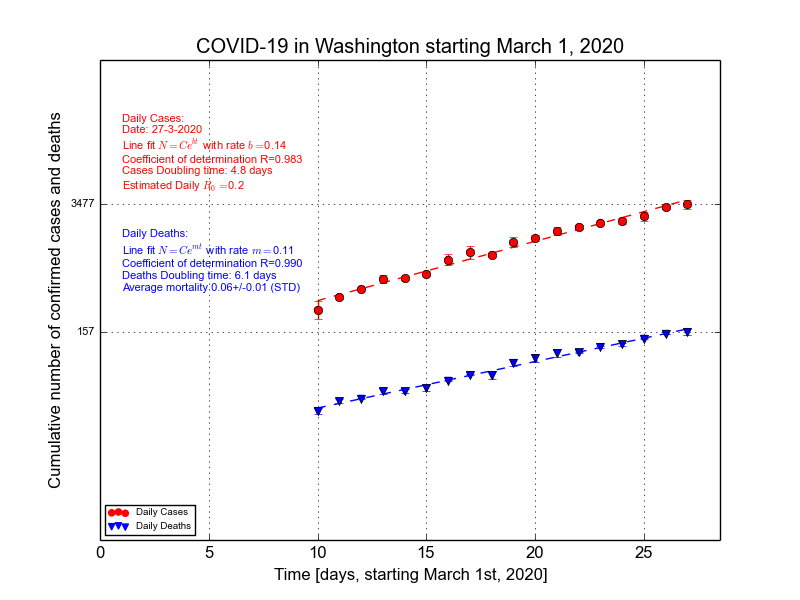 COVID-19 in Washington starting March 1, 2020
Daily Cases:
Date: 27-3-2020
Line fit N=Ce^{bt} with rate b=0.14
Coefficient of determination R=0.983
Cases Doubling time: 4.8 days
Estimated Daily R_0=0.2
Daily Deaths:
Line fit N=Ce^{mt} with rate m=0.11
Coefficient of determination R=0.990
Deaths Doubling time: 6.1 days
Average mortality:0.06+/-0.01 (STD)
Cumulative number of confirmed cases and deaths
3477
157
Daily Cases
Daily Deaths
0 5 10 15 20 25
Time [days, starting March 1st, 2020]